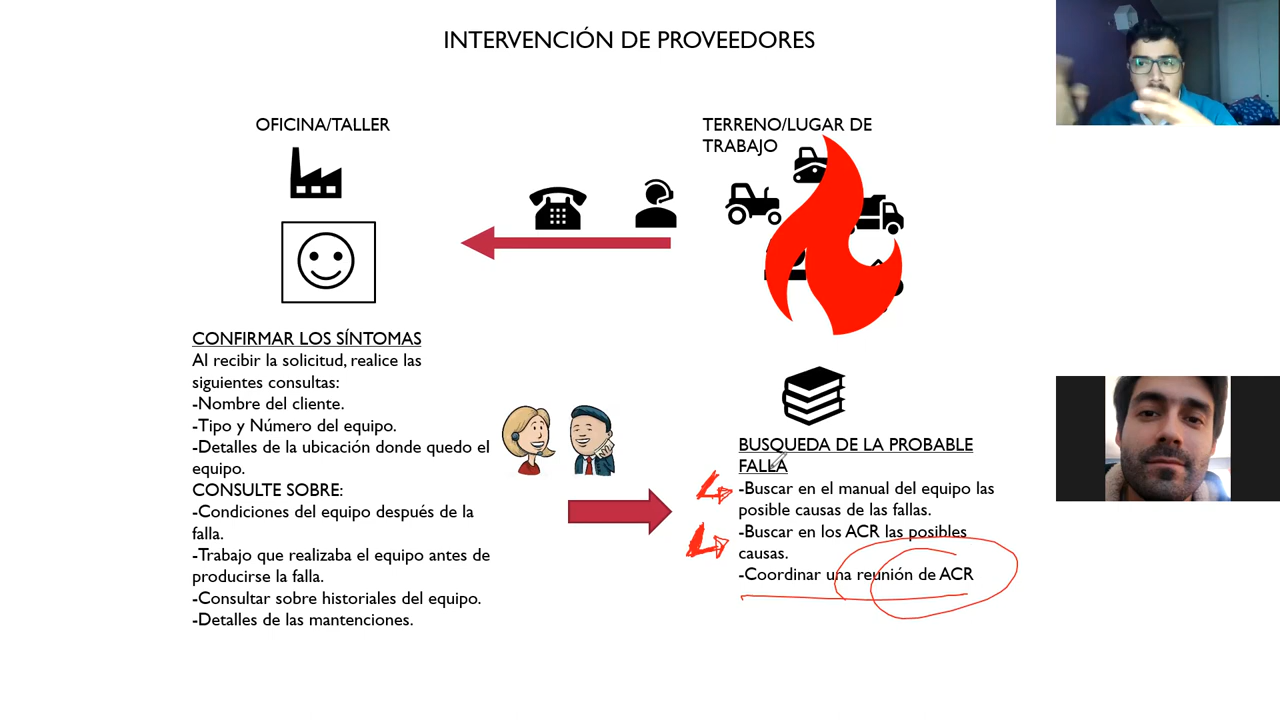 INTERVENCIÓN DE PROVEEDORES
OFICINA/TALLER
TERRENO/LUGAR DE
TRABAJO
CONFIRMAR LOS SÍNTOMAS
Al recibir la solicitud, realice las
siguientes consultas:
-Nombre del cliente.
-Tipo y Número del equipo.
-Detalles de la ubicación donde quedo el
equipo.
CONSULTE SOBRE:
-Condiciones del equipo después de la
falla.
-Trabajo que realizaba el equipo antes de
producirse la falla.
-Consultar sobre historiales del equipo.
-Detalles de las mantenciones.
BUSQUEDA DE LA PROBABLE
FALLA
-Buscar en el manual del equipo las
posible causas de las fallas.
-Buscar en los ACR las posibles
causas.
-Coordinar una reunión de ACR